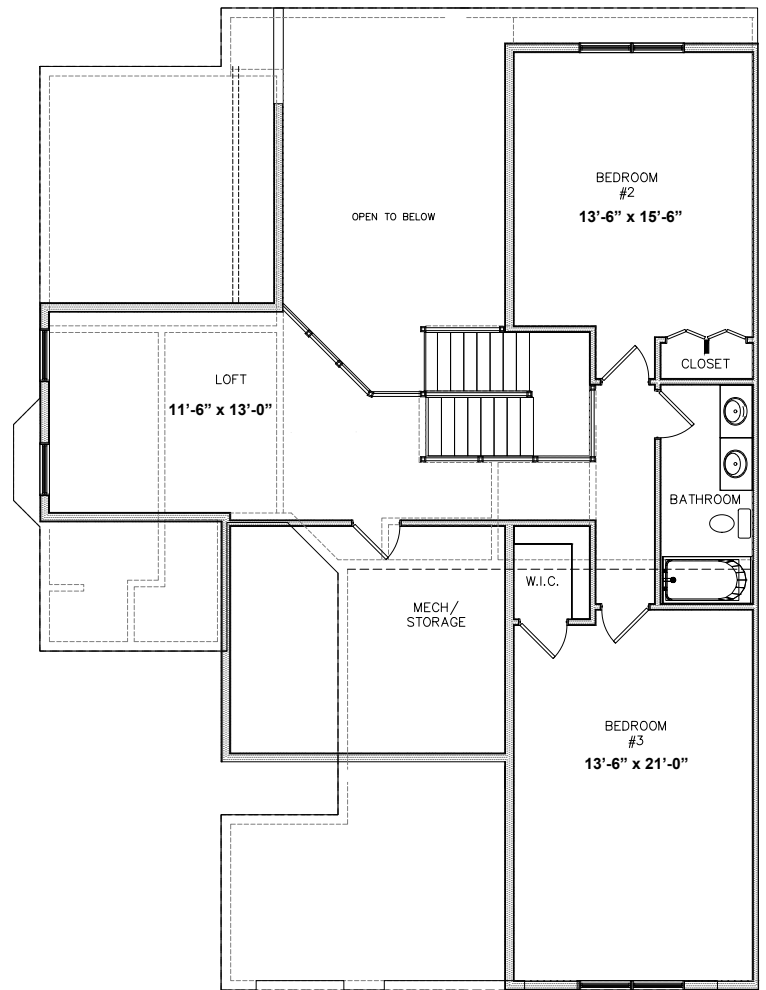 BEDROOM
#2
13’-6” x 15’-6”
OPEN TO BELOW
CLOSET
LOFT
11’-6” x 13’-0”
BATHROOM
W.I.C.
MECH/
STORAGE
BEDROOM
#3
13’-6” x 21’-0”